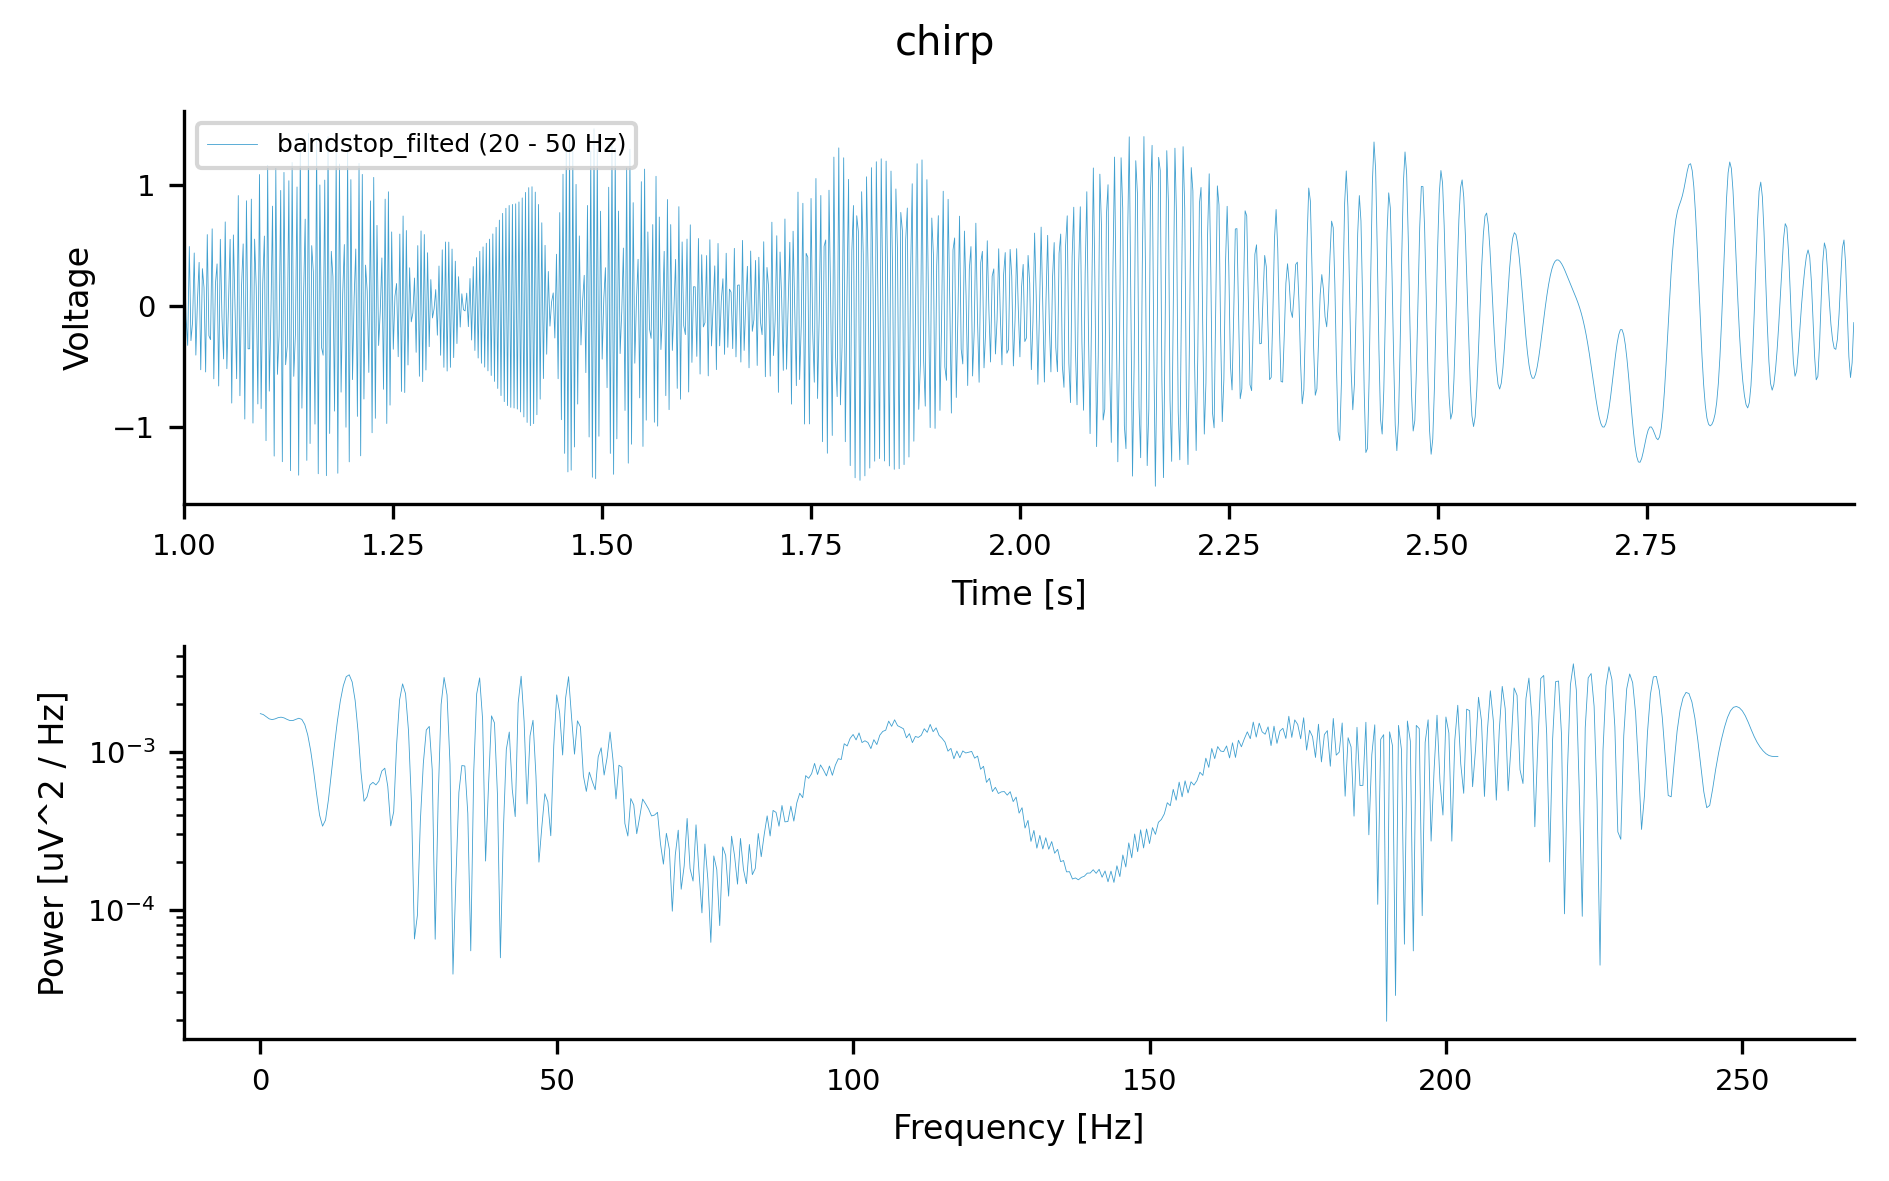 chirp
bandstop_filted (20 - 50 Hz)
Voltage
1
0
−1
1.00 1.25 1.50 1.75 2.00 2.25 2.50 2.75
Time [s]
Power [uV^2 / Hz]
10⁻³
10⁻⁴
0 50 100 150 200 250
Frequency [Hz]